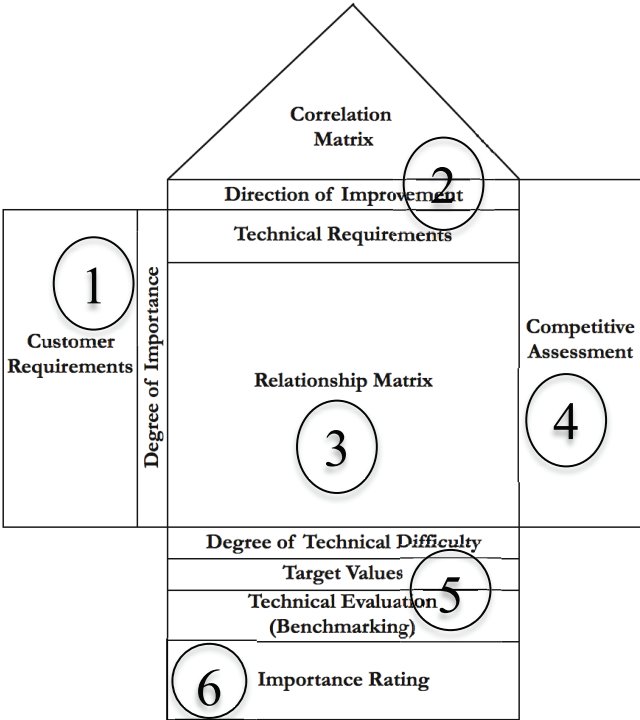 Correlation
Matrix
2
Direction of Improvement
Technical Requirements
1
Customer
Requirements
Degree of Importance
Relationship Matrix
3
Competitive
Assessment
4
Degree of Technical Difficulty
Target Values
5
Technical Evaluation
(Benchmarking)
6
Importance Rating